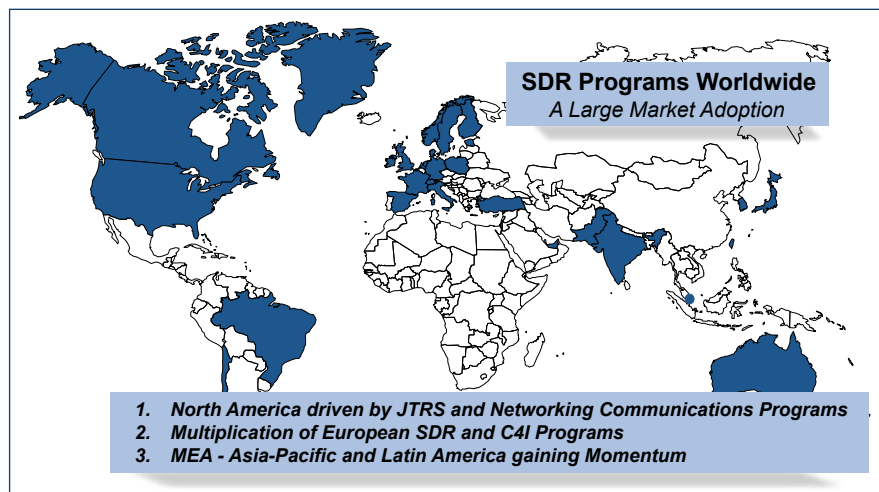 SDR Programs Worldwide
A Large Market Adoption
1. North America driven by JTRS and Networking Communications Programs
2. Multiplication of European SDR and C4I Programs
3. MEA - Asia-Pacific and Latin America gaining Momentum